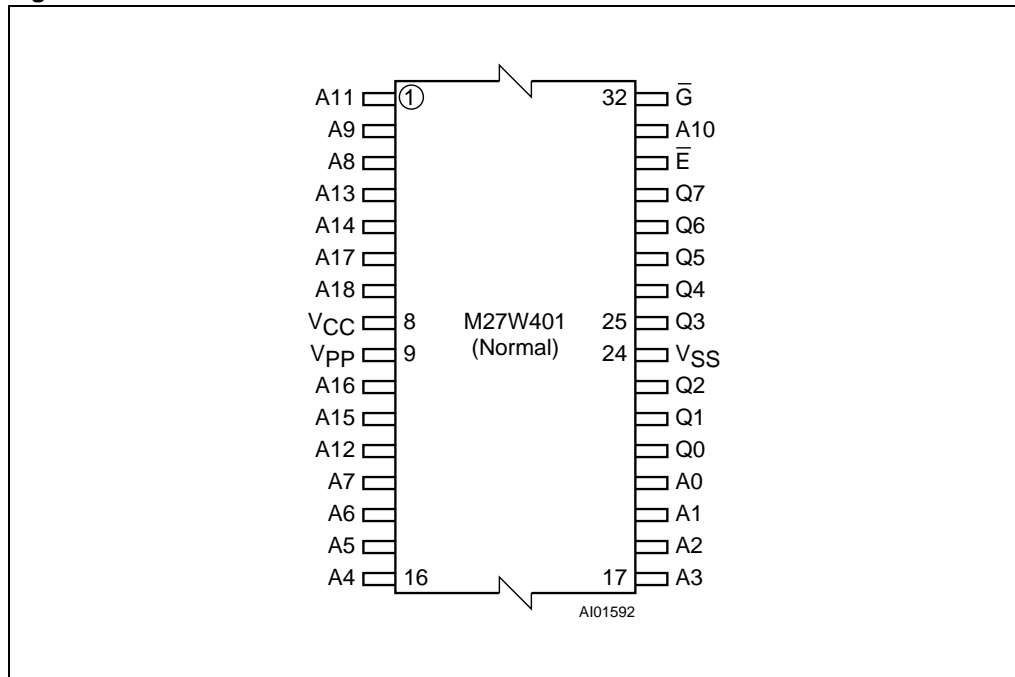 A11 1 32 G̅
A9 A10
A8 E̅
A13 Q7
A14 Q6
A17 Q5
A18 Q4
VCC 8 M27W401 25 Q3
VPP 9 (Normal) 24 VSS
A16 Q2
A15 Q1
A12 Q0
A7 A0
A6 A1
A5 A2
A4 16 17 A3
AI01592